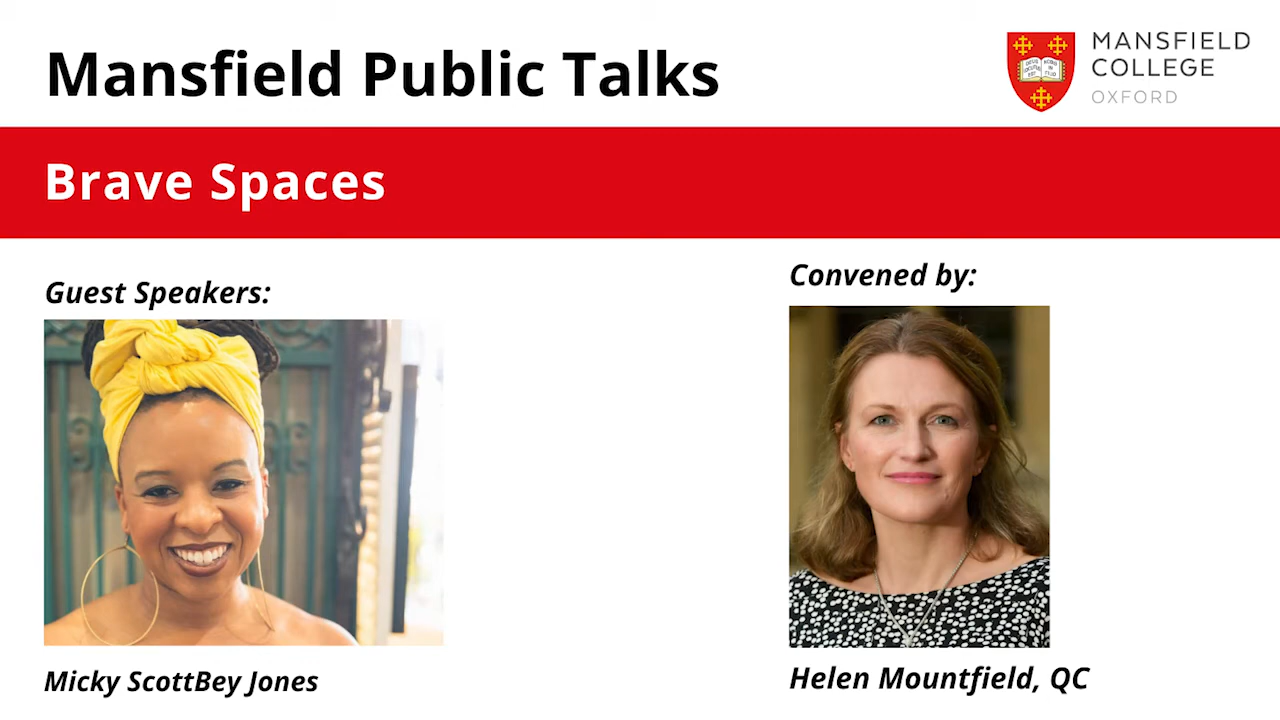 Mansfield Public Talks
MANSFIELD
COLLEGE
OXFORD
Brave Spaces
Guest Speakers:
Convened by:
Micky ScottBey Jones
Helen Mountfield, QC